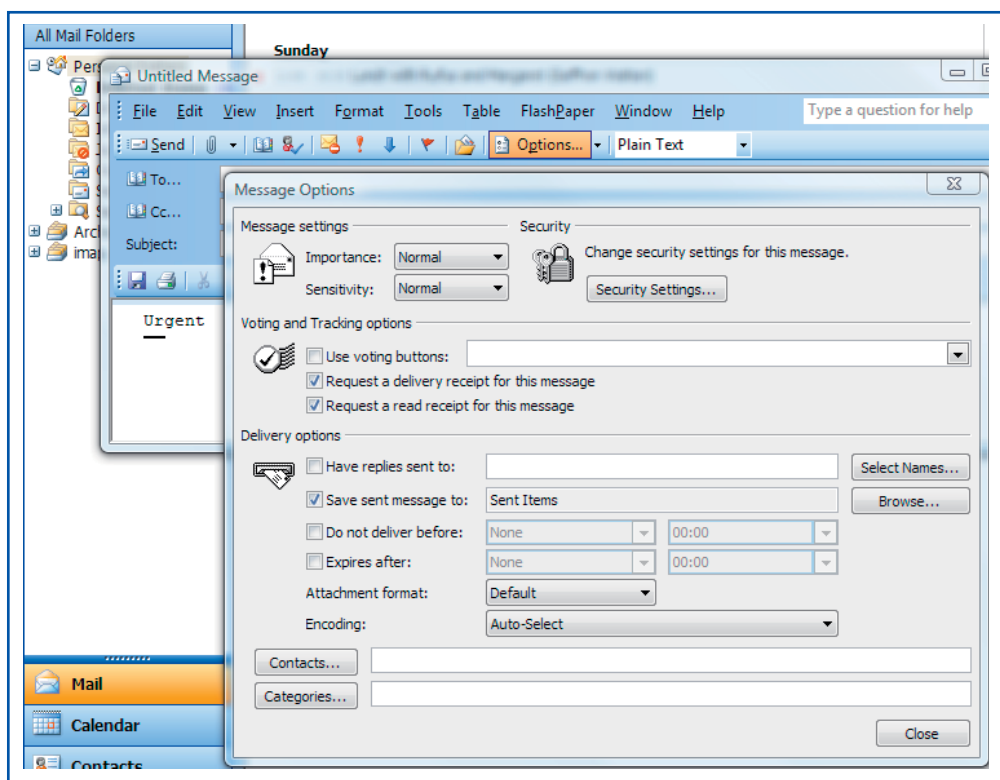 All Mail Folders
Sunday
Untitled Message
File Edit View Insert Format Tools Table FlashPaper Window Help Type a question for help
Send Options... Plain Text
To...
Cc...
Subject:
Arc
ima
Urgent
Message Options
Message settings Security
Importance: Normal Change security settings for this message.
Sensitivity: Normal Security Settings...
Voting and Tracking options
Use voting buttons:
Request a delivery receipt for this message
Request a read receipt for this message
Delivery options
Have replies sent to: Select Names...
Save sent message to: Sent Items Browse...
Do not deliver before: None 00:00
Expires after: None 00:00
Attachment format: Default
Encoding: Auto-Select
Contacts...
Categories...
Close
Mail
Calendar
Contacts